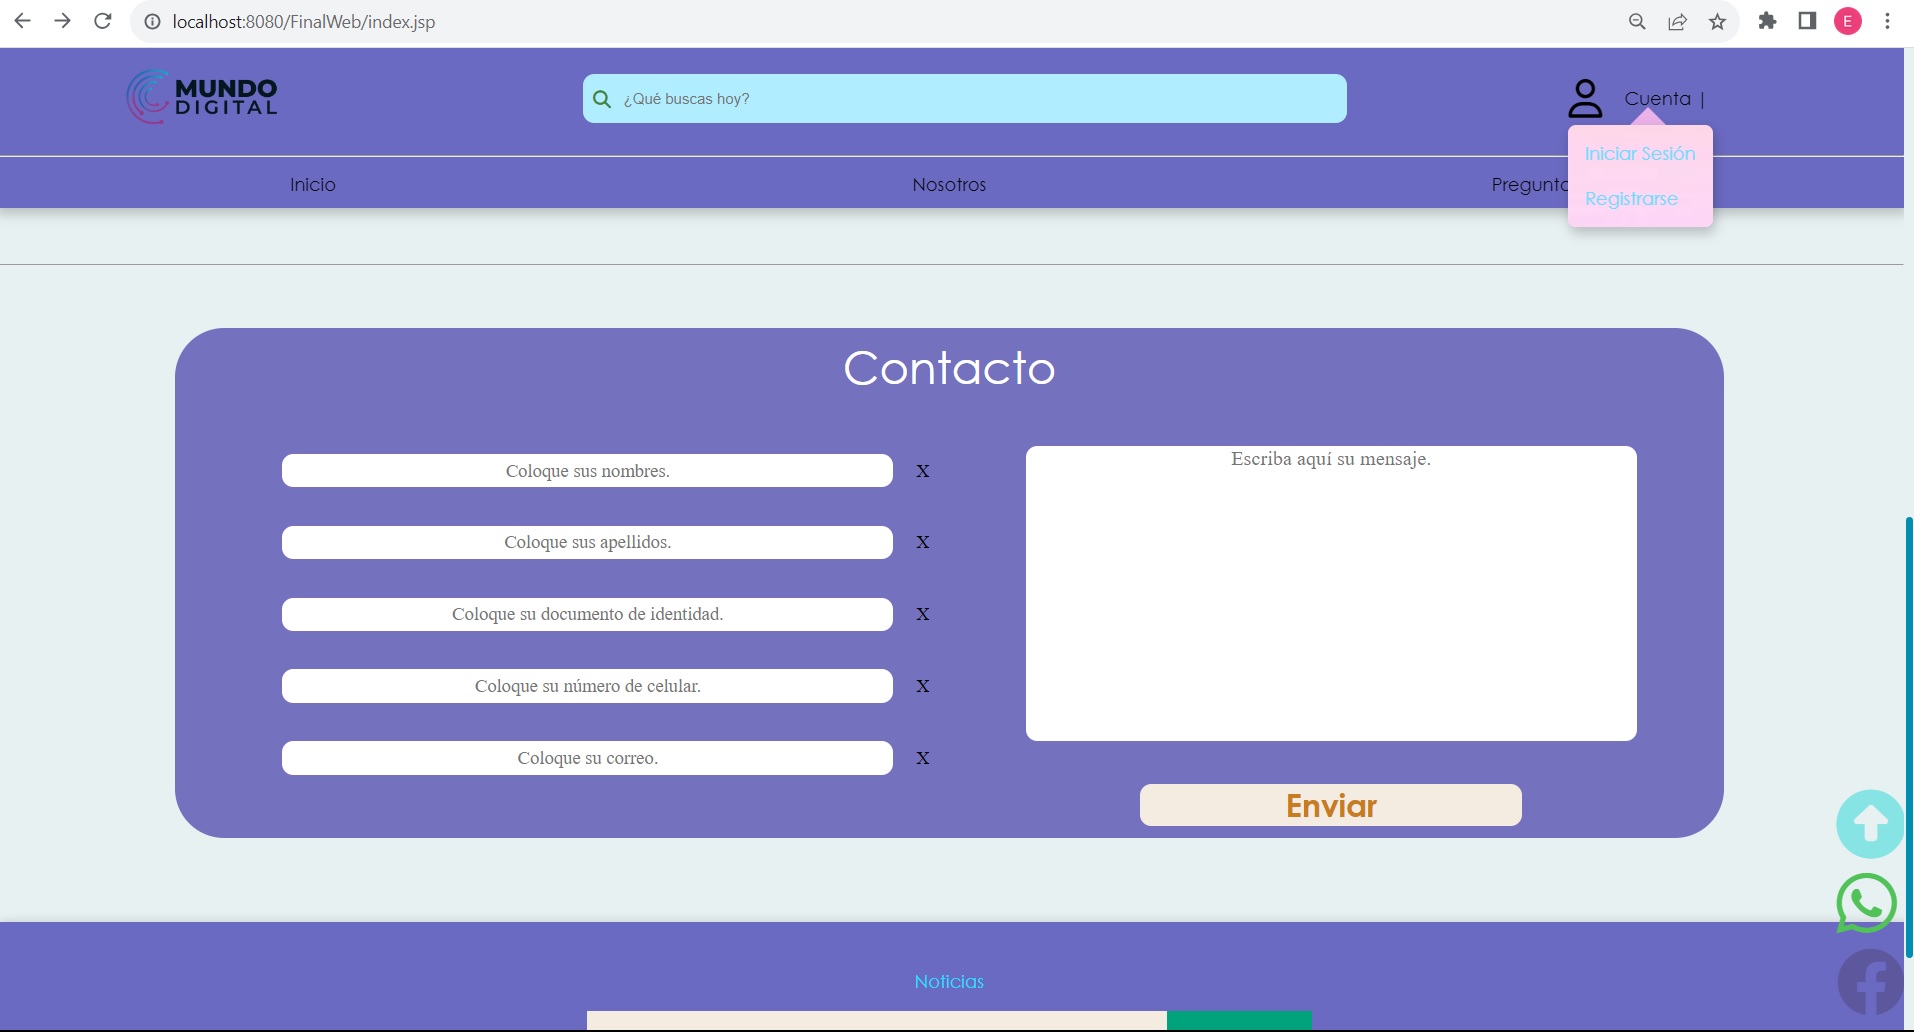 localhost:8080/FinalWeb/index.jsp
E
MUNDO
DIGITAL
¿Qué buscas hoy?
Cuenta |
Iniciar Sesión
Registrarse
Inicio
Nosotros
Contacto
Coloque sus nombres.
X
Coloque sus apellidos.
X
Coloque su documento de identidad.
X
Coloque su número de celular.
X
Coloque su correo.
X
Escriba aquí su mensaje.
Enviar
Noticias